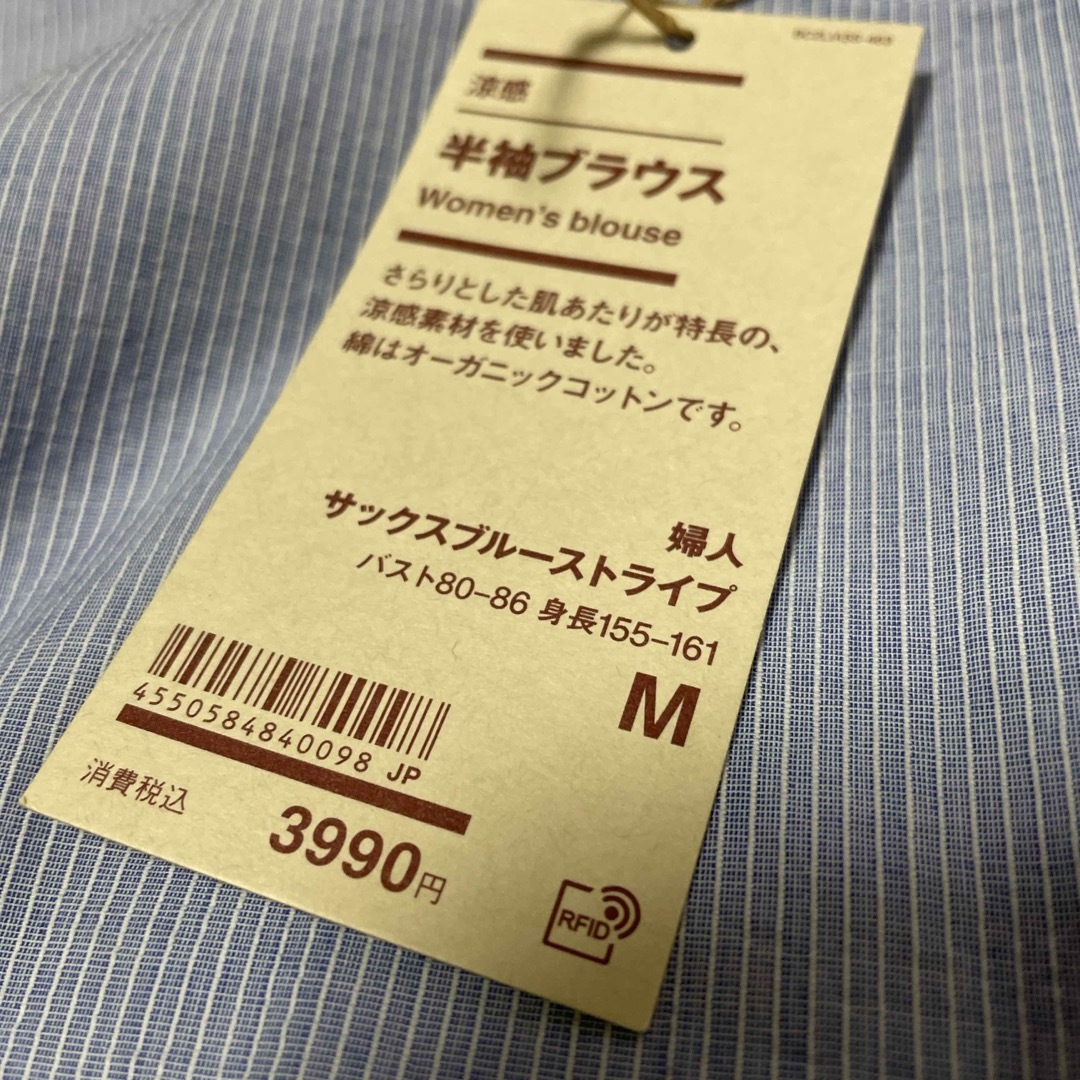 涼感
半袖ブラウス
Women's blouse
さらりとした肌あたりが特長の、
涼感素材を使いました。
綿はオーガニックコットンです。
婦人
サックスブルーストライプ
バスト80-86 身長155-161
M
4550584840098 JP
消費税込
3990円
RFID